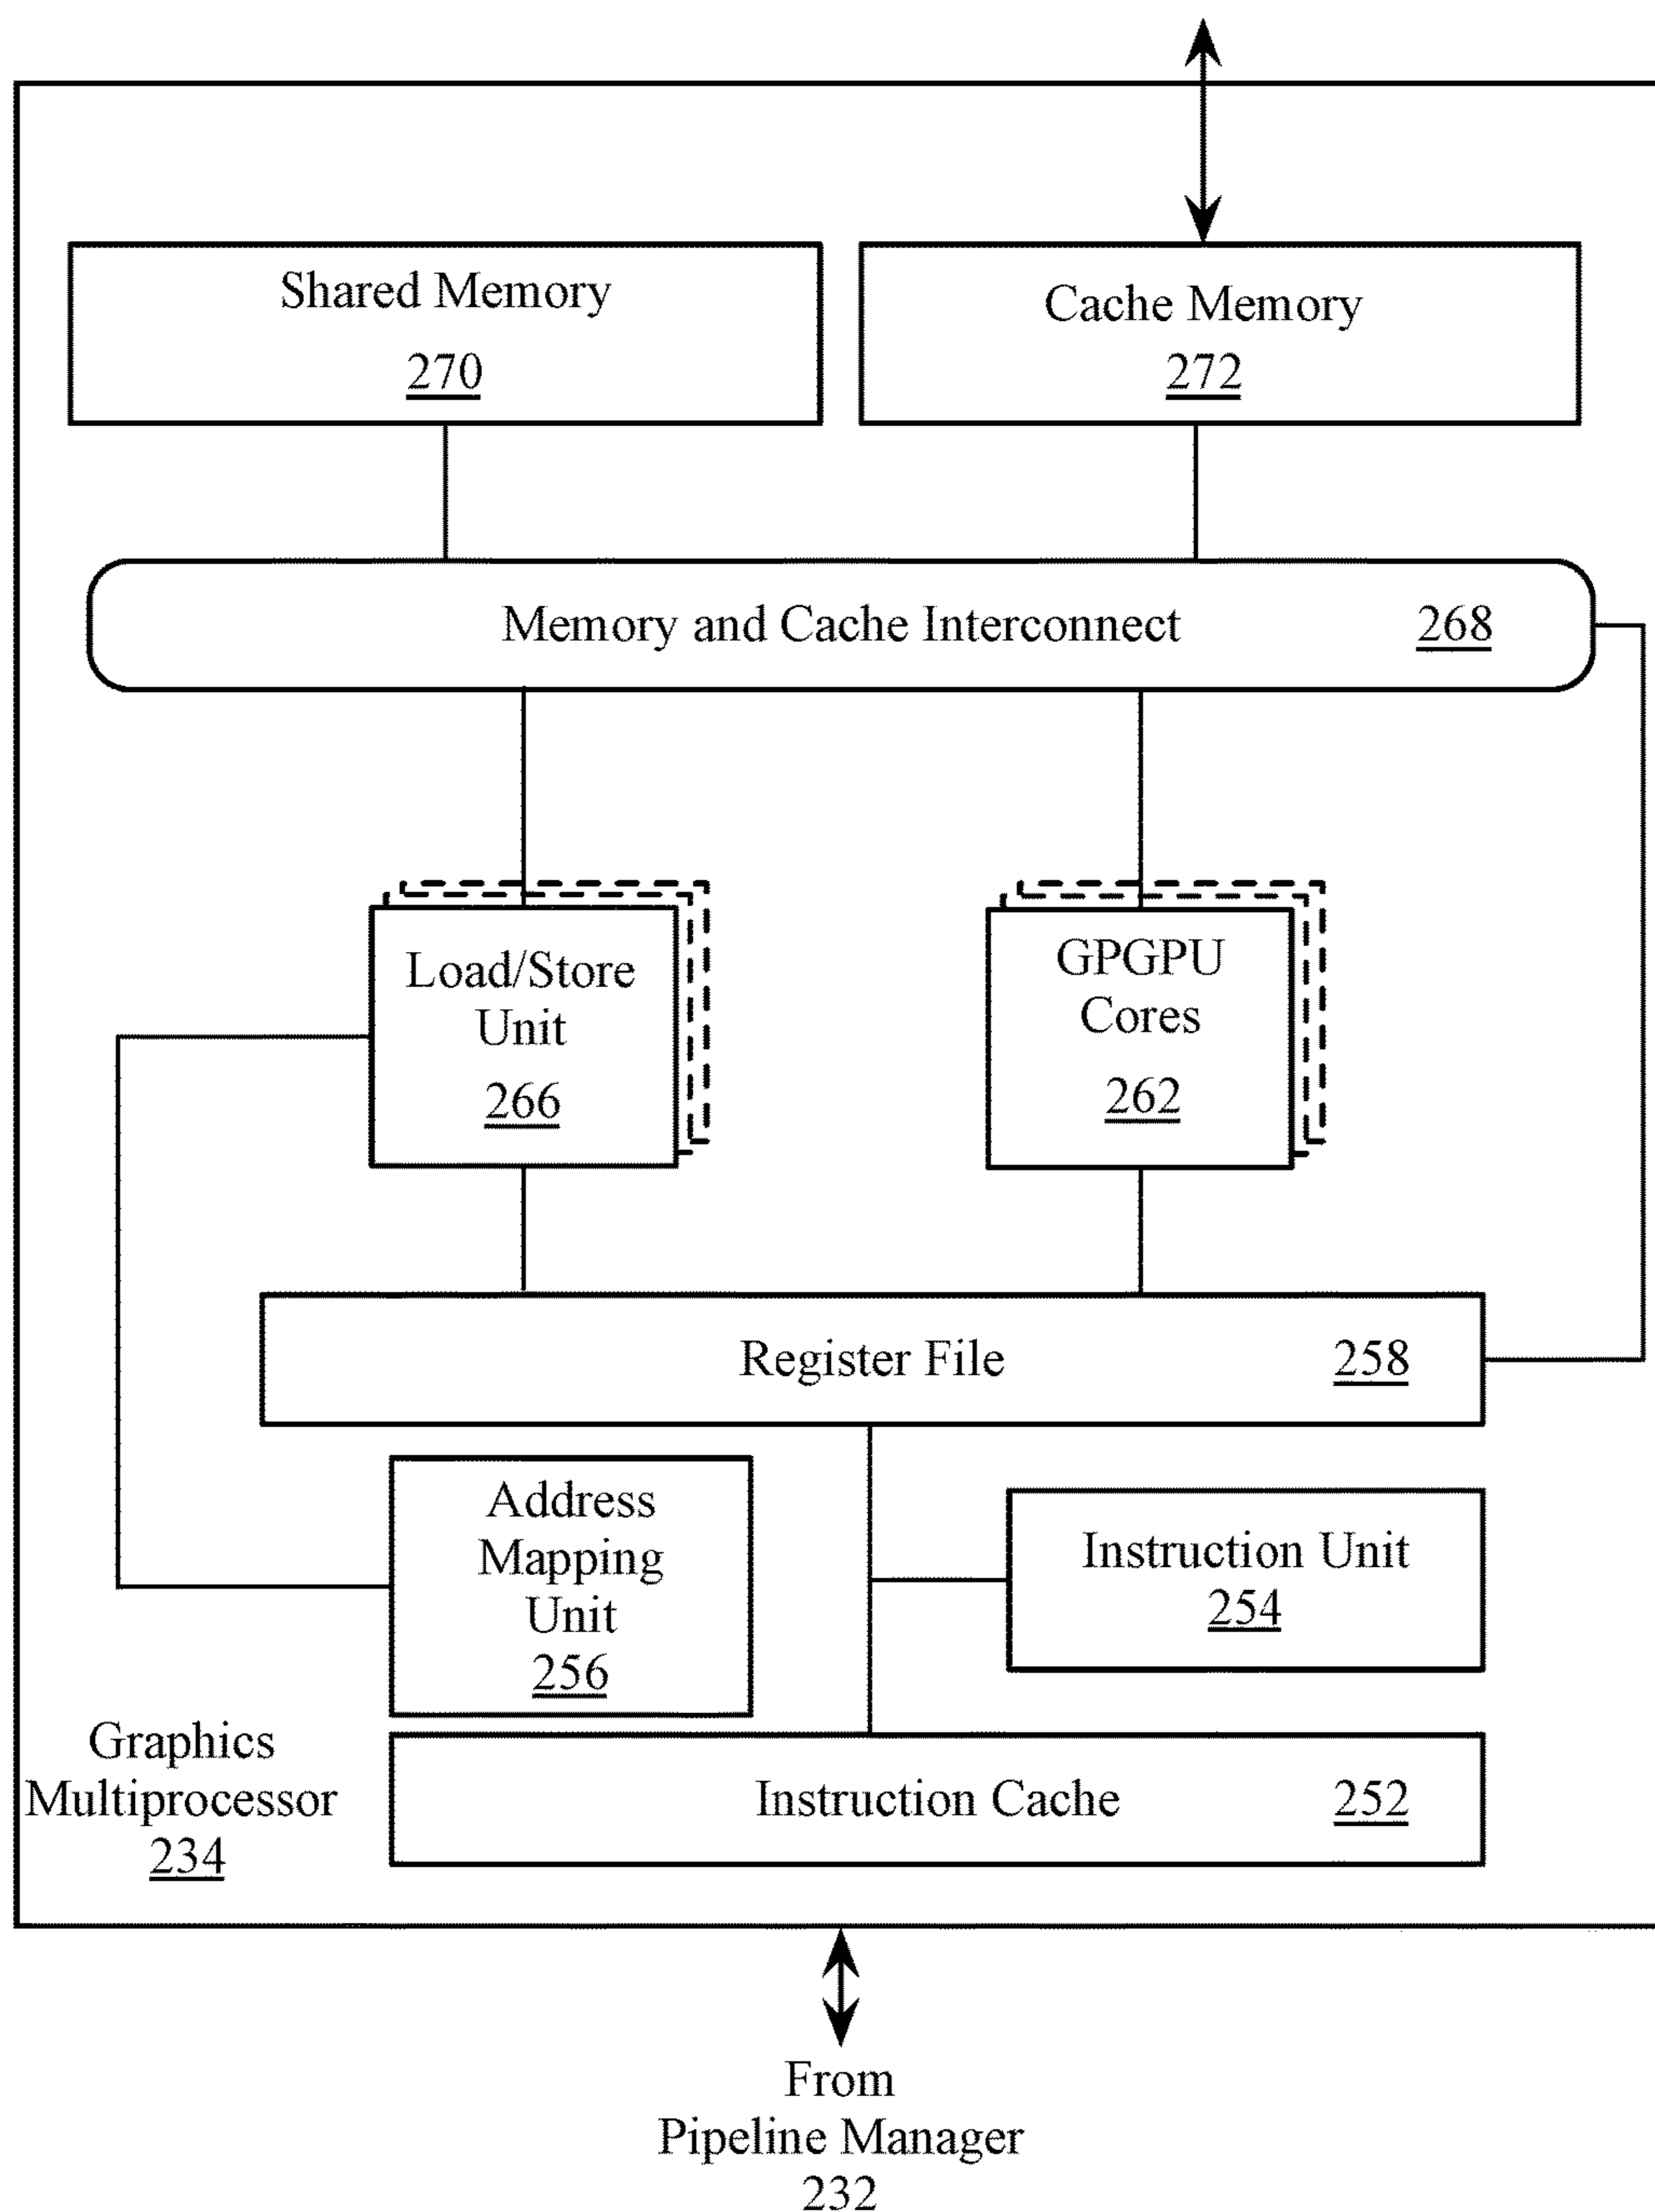 Shared Memory
270
Cache Memory
272
Memory and Cache Interconnect 268
Load/Store
Unit
266
GPGPU
Cores
262
Register File 258
Address
Mapping
Unit
256
Instruction Unit
254
Graphics
Multiprocessor
234
Instruction Cache 252
From
Pipeline Manager
232